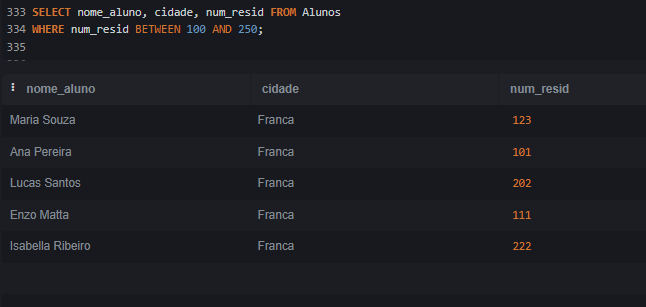 333 SELECT nome_aluno, cidade, num_resid FROM Alunos
334 WHERE num_resid BETWEEN 100 AND 250;
335
nome_aluno cidade num_resid
Maria Souza Franca 123
Ana Pereira Franca 101
Lucas Santos Franca 202
Enzo Matta Franca 111
Isabella Ribeiro Franca 222